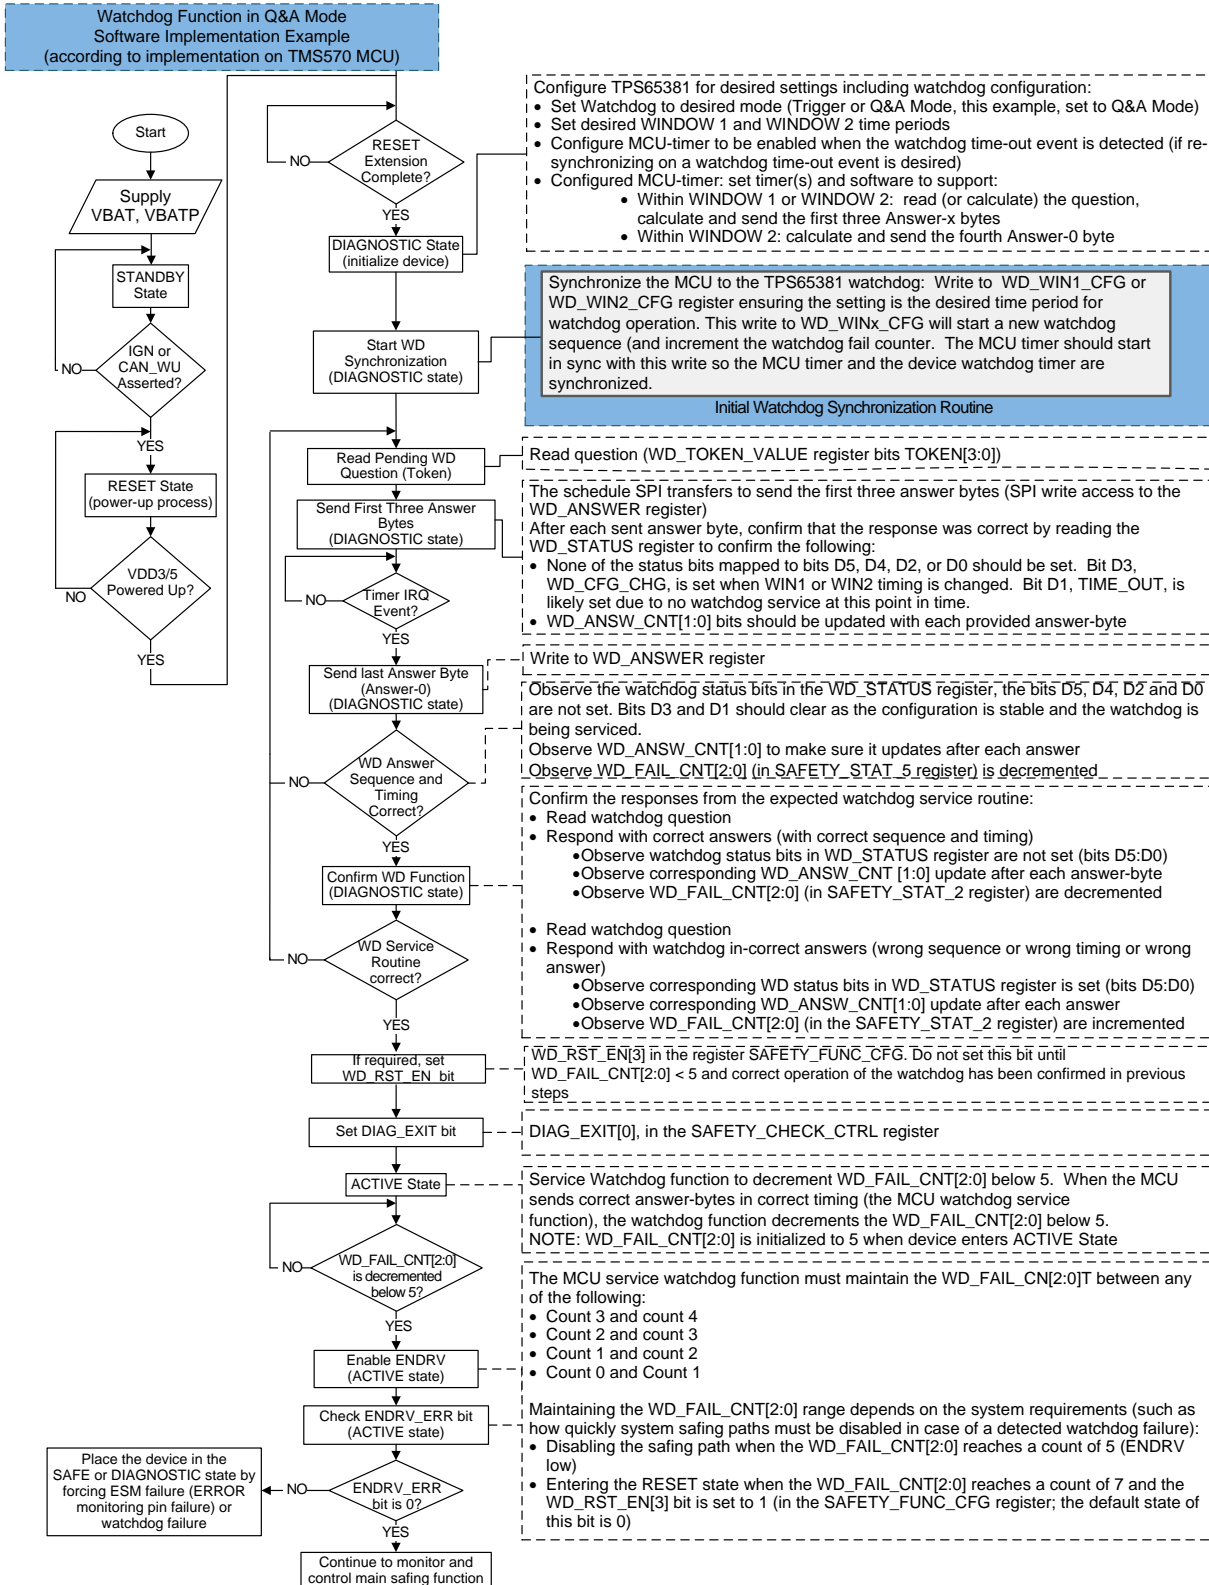 Watchdog Function in Q&A Mode
Software Implementation Example
(according to implementation on TMS570 MCU)
Start
Supply
VBAT, VBATP
STANDBY
State
NO
IGN or
CAN_WU
Asserted?
YES
RESET State
(power-up process)
NO
VDD3/5
Powered Up?
YES
NO
RESET
Extension
Complete?
YES
DIAGNOSTIC State
(initialize device)
Start WD
Synchronization
(DIAGNOSTIC state)
Read Pending WD
Question (Token)
Send First Three Answer
Bytes
(DIAGNOSTIC state)
NO
Timer IRQ
Event?
YES
Send last Answer Byte
(Answer-0)
(DIAGNOSTIC state)
NO
WD Answer
Sequence and
Timing
Correct?
YES
Confirm WD Function
(DIAGNOSTIC state)
NO
WD Service
Routine
correct?
YES
If required, set
WD_RST_EN bit
Set DIAG_EXIT bit
ACTIVE State
NO
WD_FAIL_CNT[2:0]
is decremented
below 5?
YES
Enable ENDRV
(ACTIVE state)
Check ENDRV_ERR bit
(ACTIVE state)
Place the device in the
SAFE or DIAGNOSTIC state by
forcing ESM failure (ERROR
monitoring pin failure) or
watchdog failure
NO
ENDRV_ERR
bit is 0?
YES
Continue to monitor and
control main safing function
Configure TPS65381 for desired settings including watchdog configuration:
• Set Watchdog to desired mode (Trigger or Q&A Mode, this example, set to Q&A Mode)
• Set desired WINDOW 1 and WINDOW 2 time periods
• Configure MCU-timer to be enabled when the watchdog time-out event is detected (if re-
synchronizing on a watchdog time-out event is desired)
• Configured MCU-timer: set timer(s) and software to support:
• Within WINDOW 1 or WINDOW 2: read (or calculate) the question,
calculate and send the first three Answer-x bytes
• Within WINDOW 2: calculate and send the fourth Answer-0 byte
Synchronize the MCU to the TPS65381 watchdog: Write to WD_WIN1_CFG or
WD_WIN2_CFG register ensuring the setting is the desired time period for
watchdog operation. This write to WD_WINx_CFG will start a new watchdog
sequence (and increment the watchdog fail counter. The MCU timer should start
in sync with this write so the MCU timer and the device watchdog timer are
synchronized.
Initial Watchdog Synchronization Routine
Read question (WD_TOKEN_VALUE register bits TOKEN[3:0])
The schedule SPI transfers to send the first three answer bytes (SPI write access to the
WD_ANSWER register)
After each sent answer byte, confirm that the response was correct by reading the
WD_STATUS register to confirm the following:
• None of the status bits mapped to bits D5, D4, D2, or D0 should be set. Bit D3,
WD_CFG_CHG, is set when WIN1 or WIN2 timing is changed. Bit D1, TIME_OUT, is
likely set due to no watchdog service at this point in time.
• WD_ANSW_CNT[1:0] bits should be updated with each provided answer-byte
Write to WD_ANSWER register
Observe the watchdog status bits in the WD_STATUS register, the bits D5, D4, D2 and D0
are not set. Bits D3 and D1 should clear as the configuration is stable and the watchdog is
being serviced.
Observe WD_ANSW_CNT[1:0] to make sure it updates after each answer
Observe WD_FAIL_CNT[2:0] (in SAFETY_STAT_5 register) is decremented
Confirm the responses from the expected watchdog service routine:
• Read watchdog question
• Respond with correct answers (with correct sequence and timing)
•Observe watchdog status bits in WD_STATUS register are not set (bits D5:D0)
•Observe corresponding WD_ANSW_CNT [1:0] update after each answer-byte
•Observe WD_FAIL_CNT[2:0] (in SAFETY_STAT_2 register) are decremented
• Read watchdog question
• Respond with watchdog in-correct answers (wrong sequence or wrong timing or wrong
answer)
•Observe corresponding WD status bits in WD_STATUS register is set (bits D5:D0)
•Observe corresponding WD_ANSW_CNT[1:0] update after each answer
•Observe WD_FAIL_CNT[2:0] (in the SAFETY_STAT_2 register) are incremented
WD_RST_EN[3] in the register SAFETY_FUNC_CFG. Do not set this bit until
WD_FAIL_CNT[2:0] < 5 and correct operation of the watchdog has been confirmed in previous
steps
DIAG_EXIT[0], in the SAFETY_CHECK_CTRL register
Service Watchdog function to decrement WD_FAIL_CNT[2:0] below 5. When the MCU
sends correct answer-bytes in correct timing (the MCU watchdog service
function), the watchdog function decrements the WD_FAIL_CNT[2:0] below 5.
NOTE: WD_FAIL_CNT[2:0] is initialized to 5 when device enters ACTIVE State
The MCU service watchdog function must maintain the WD_FAIL_CN[2:0]T between any
of the following:
• Count 3 and count 4
• Count 2 and count 3
• Count 1 and count 2
• Count 0 and Count 1
Maintaining the WD_FAIL_CNT[2:0] range depends on the system requirements (such as
how quickly system safing paths must be disabled in case of a detected watchdog failure):
• Disabling the safing path when the WD_FAIL_CNT[2:0] reaches a count of 5 (ENDRV
low)
• Entering the RESET state when the WD_FAIL_CNT[2:0] reaches a count of 7 and the
WD_RST_EN[3] bit is set to 1 (in the SAFETY_FUNC_CFG register; the default state of
this bit is 0)